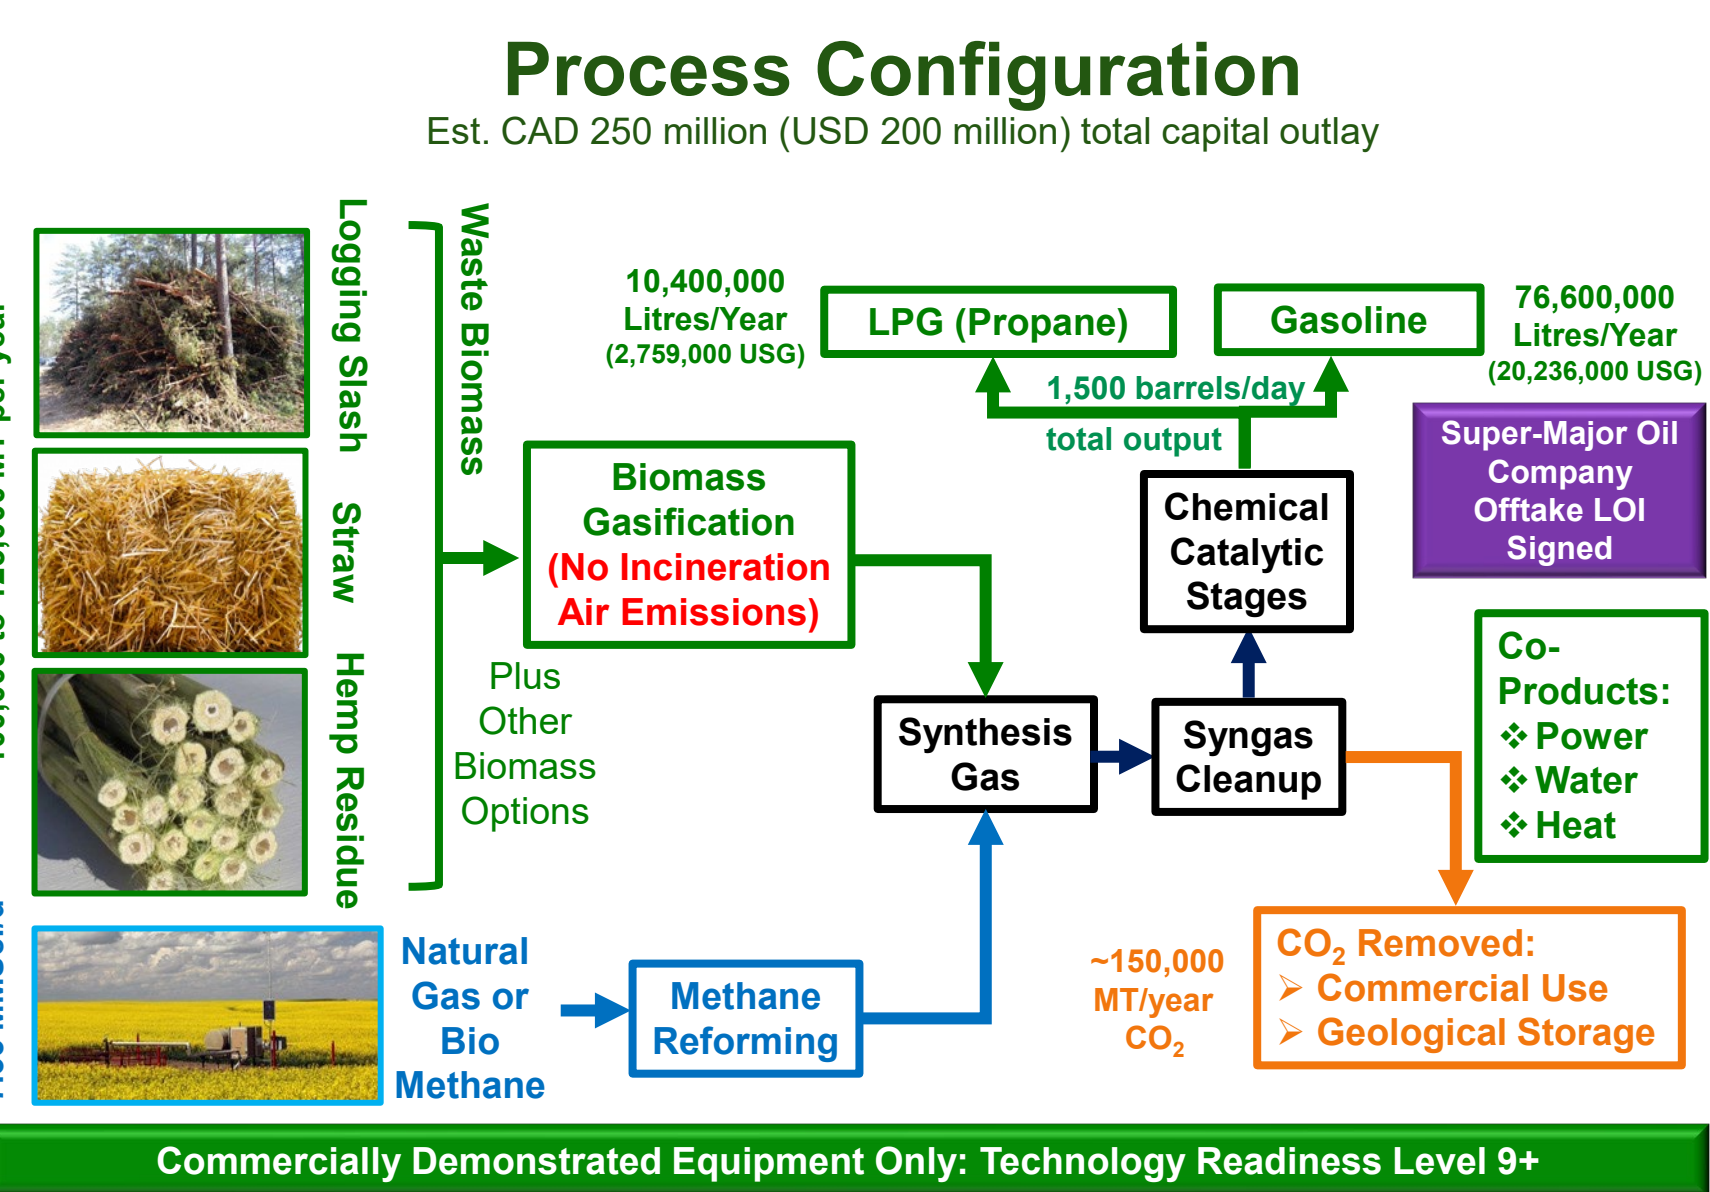 Process Configuration
Est. CAD 250 million (USD 200 million) total capital outlay
Logging Slash
Straw
Hemp Residue
Waste Biomass
Plus
Other
Biomass
Options
Biomass
Gasification
(No Incineration
Air Emissions)
10,400,000
Litres/Year
(2,759,000 USG)
LPG (Propane)
Gasoline
76,600,000
Litres/Year
(20,236,000 USG)
1,500 barrels/day
total output
Super-Major Oil
Company
Offtake LOI
Signed
Chemical
Catalytic
Stages
Synthesis
Gas
Syngas
Cleanup
Co-
Products:
❖ Power
❖ Water
❖ Heat
Natural
Gas or
Bio
Methane
Methane
Reforming
~150,000
MT/year
CO₂
CO₂ Removed:
➢ Commercial Use
➢ Geological Storage
Commercially Demonstrated Equipment Only: Technology Readiness Level 9+